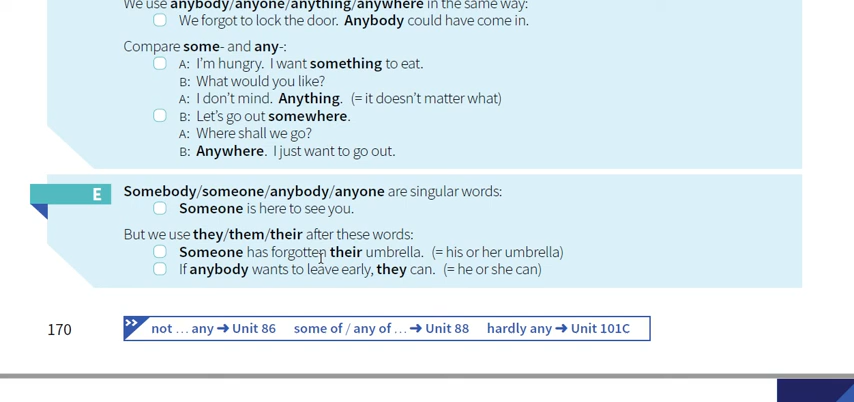 We use anybody/anyone/anything/anywhere in the same way:
We forgot to lock the door. Anybody could have come in.
Compare some- and any-:
A: I'm hungry. I want something to eat.
B: What would you like?
A: I don't mind. Anything. (= it doesn't matter what)
B: Let's go out somewhere.
A: Where shall we go?
B: Anywhere. I just want to go out.
E
Somebody/someone/anybody/anyone are singular words:
Someone is here to see you.
But we use they/them/their after these words:
Someone has forgotten their umbrella. (= his or her umbrella)
If anybody wants to leave early, they can. (= he or she can)
170
not … any ➜ Unit 86 some of / any of … ➜ Unit 88 hardly any ➜ Unit 101C